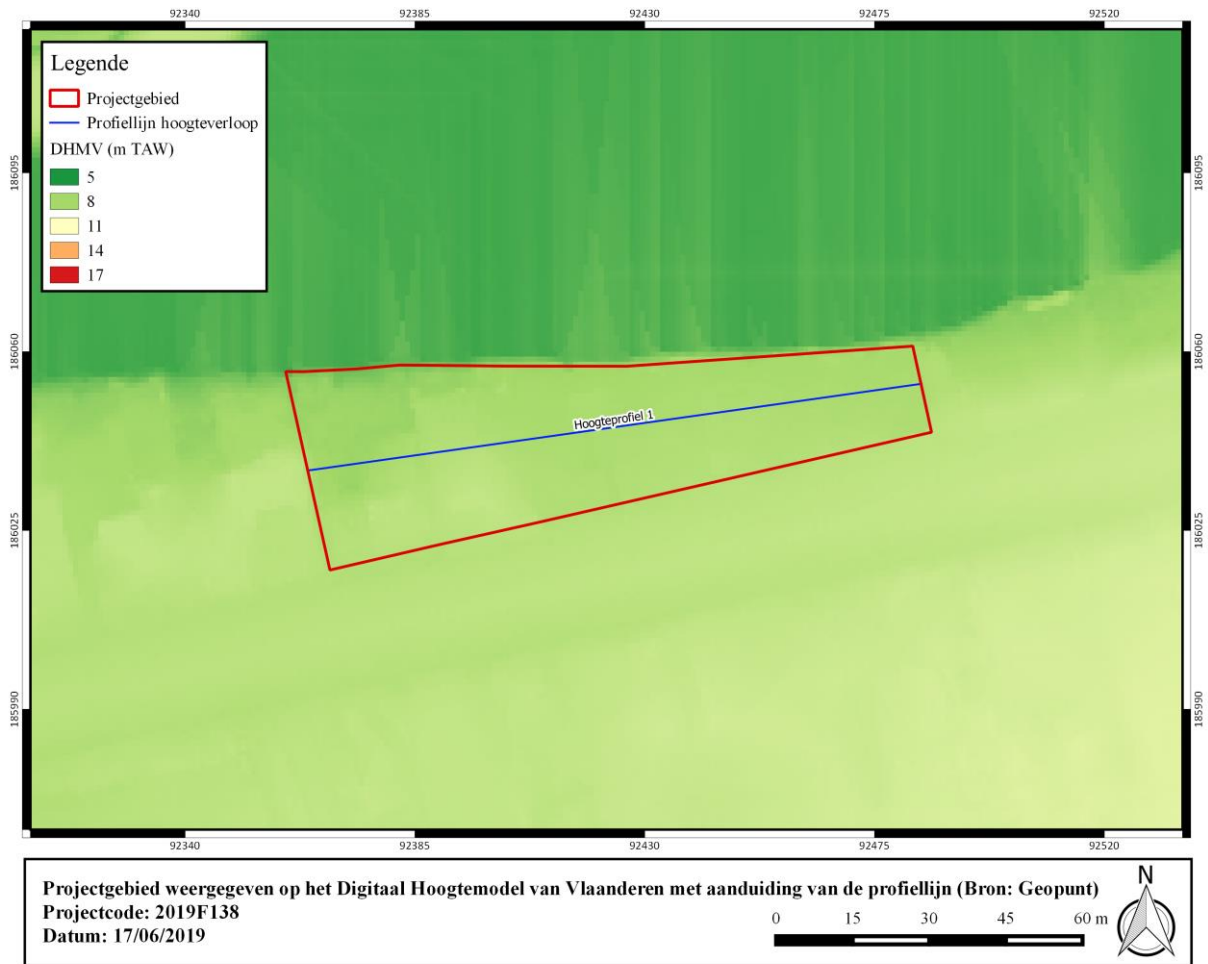 92340 92385 92430 92475 92520
Legende
Projectgebied
Profiellijn hoogteverloop
DHMV (m TAW)
5
8
11
14
17
186095 186095
186060 186060
Hoogteprofiel 1
186025 186025
185990 185990
92340 92385 92430 92475 92520
Projectgebied weergegeven op het Digitaal Hoogtemodel van Vlaanderen met aanduiding van de profiellijn (Bron: Geopunt)
Projectcode: 2019F138
Datum: 17/06/2019
0 15 30 45 60 m
N